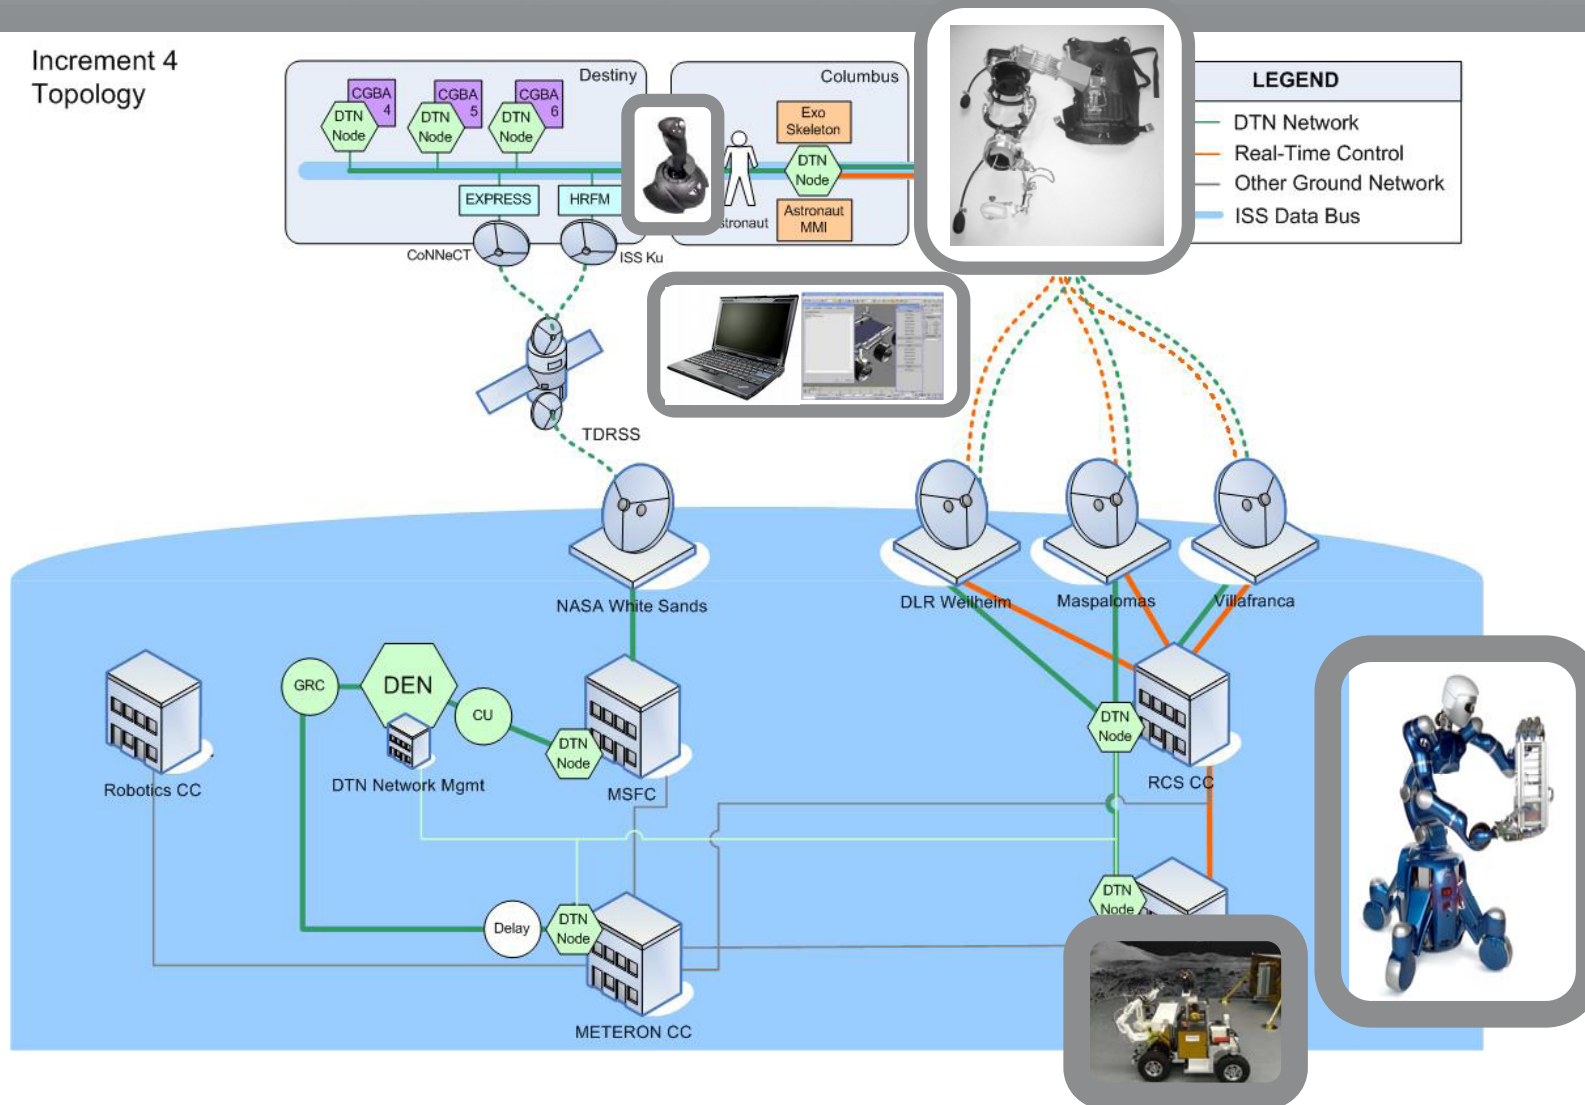 Increment 4
Topology
Destiny
CGBA
4
DTN
Node
CGBA
5
DTN
Node
CGBA
6
DTN
Node
EXPRESS
HRFM
CoNNeCT
ISS Ku
Columbus
Exo
Skeleton
DTN
Node
Astronaut
MMI
stronaut
LEGEND
DTN Network
Real-Time Control
Other Ground Network
ISS Data Bus
TDRSS
NASA White Sands
DLR Weilheim
Maspalomas
Villafranca
Robotics CC
GRC
DEN
CU
DTN Network Mgmt
DTN
Node
MSFC
DTN
Node
RCS CC
Delay
DTN
Node
METERON CC
DTN
Node